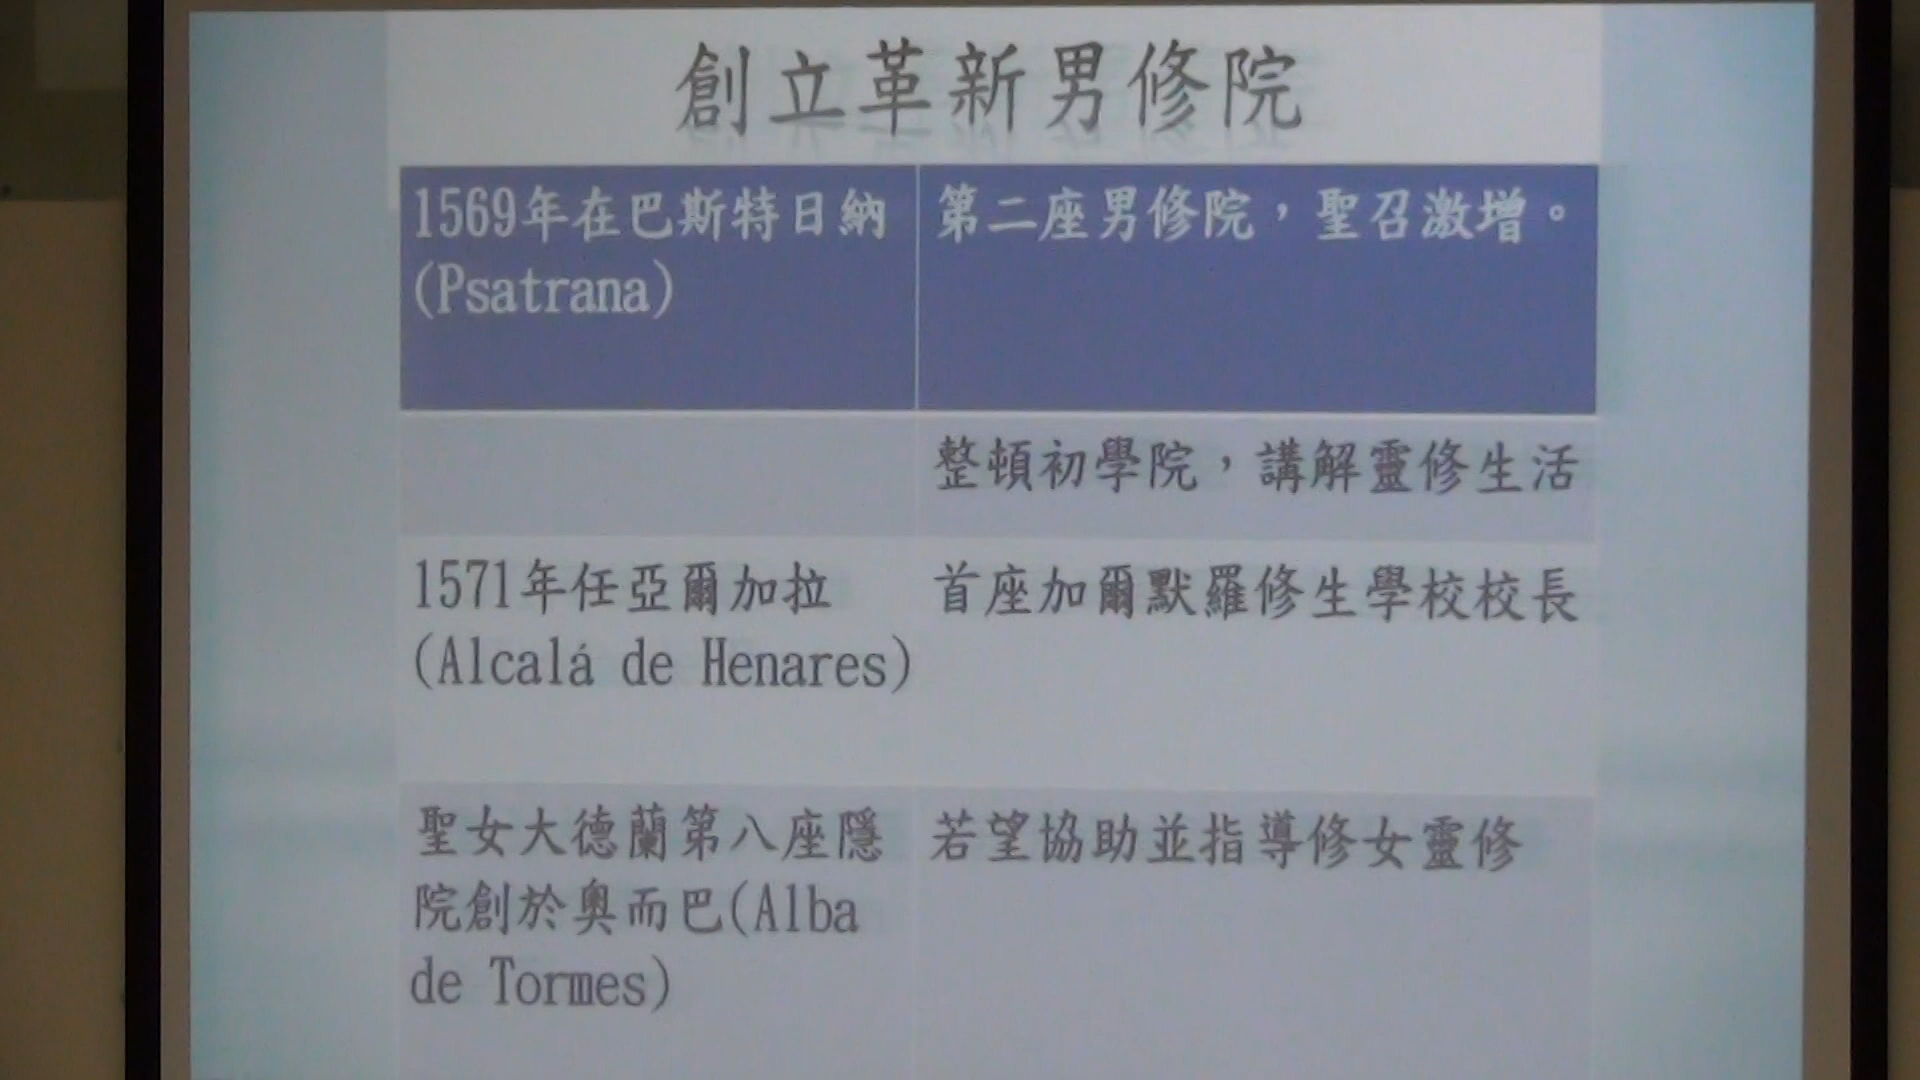 創立革新男修院
1569年在巴斯特日納
(Psatrana)
第二座男修院，聖召激增。
整頓初學院，講解靈修生活
1571年任亞爾加拉
(Alcalá de Henares)
首座加爾默羅修生學校校長
聖女大德蘭第八座隱
院創於奧而巴(Alba
de Tormes)
若望協助並指導修女靈修